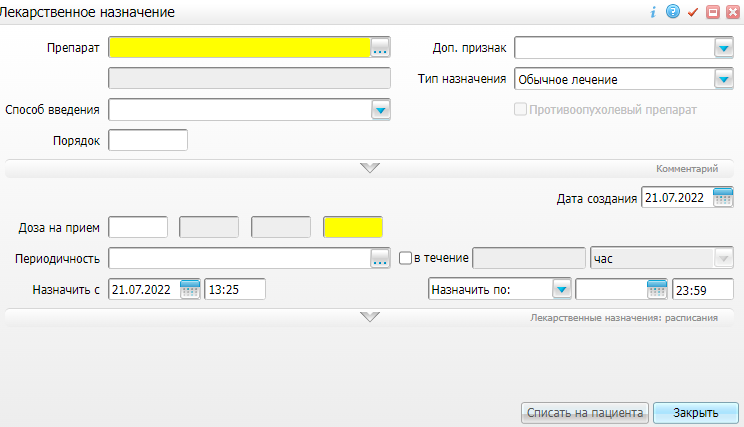 Лекарственное назначение
Препарат ... Доп. признак
Тип назначения Обычное лечение
Способ введения Противоопухолевый препарат
Порядок
Комментарий
Дата создания 21.07.2022
Доза на прием
Периодичность ... в течение час
Назначить с 21.07.2022 13:25 Назначить по: 23:59
Лекарственные назначения: расписания
Списать на пациента Закрыть